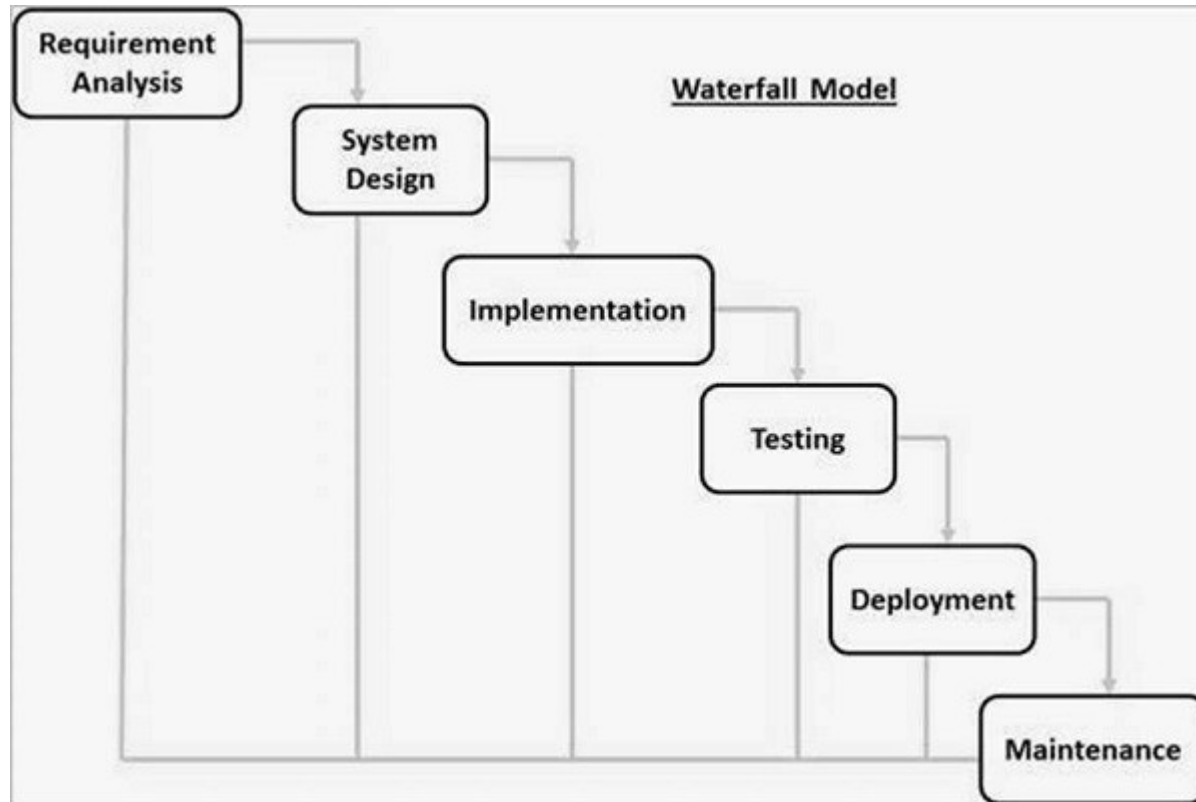 Requirement
Analysis
Waterfall Model
System
Design
Implementation
Testing
Deployment
Maintenance